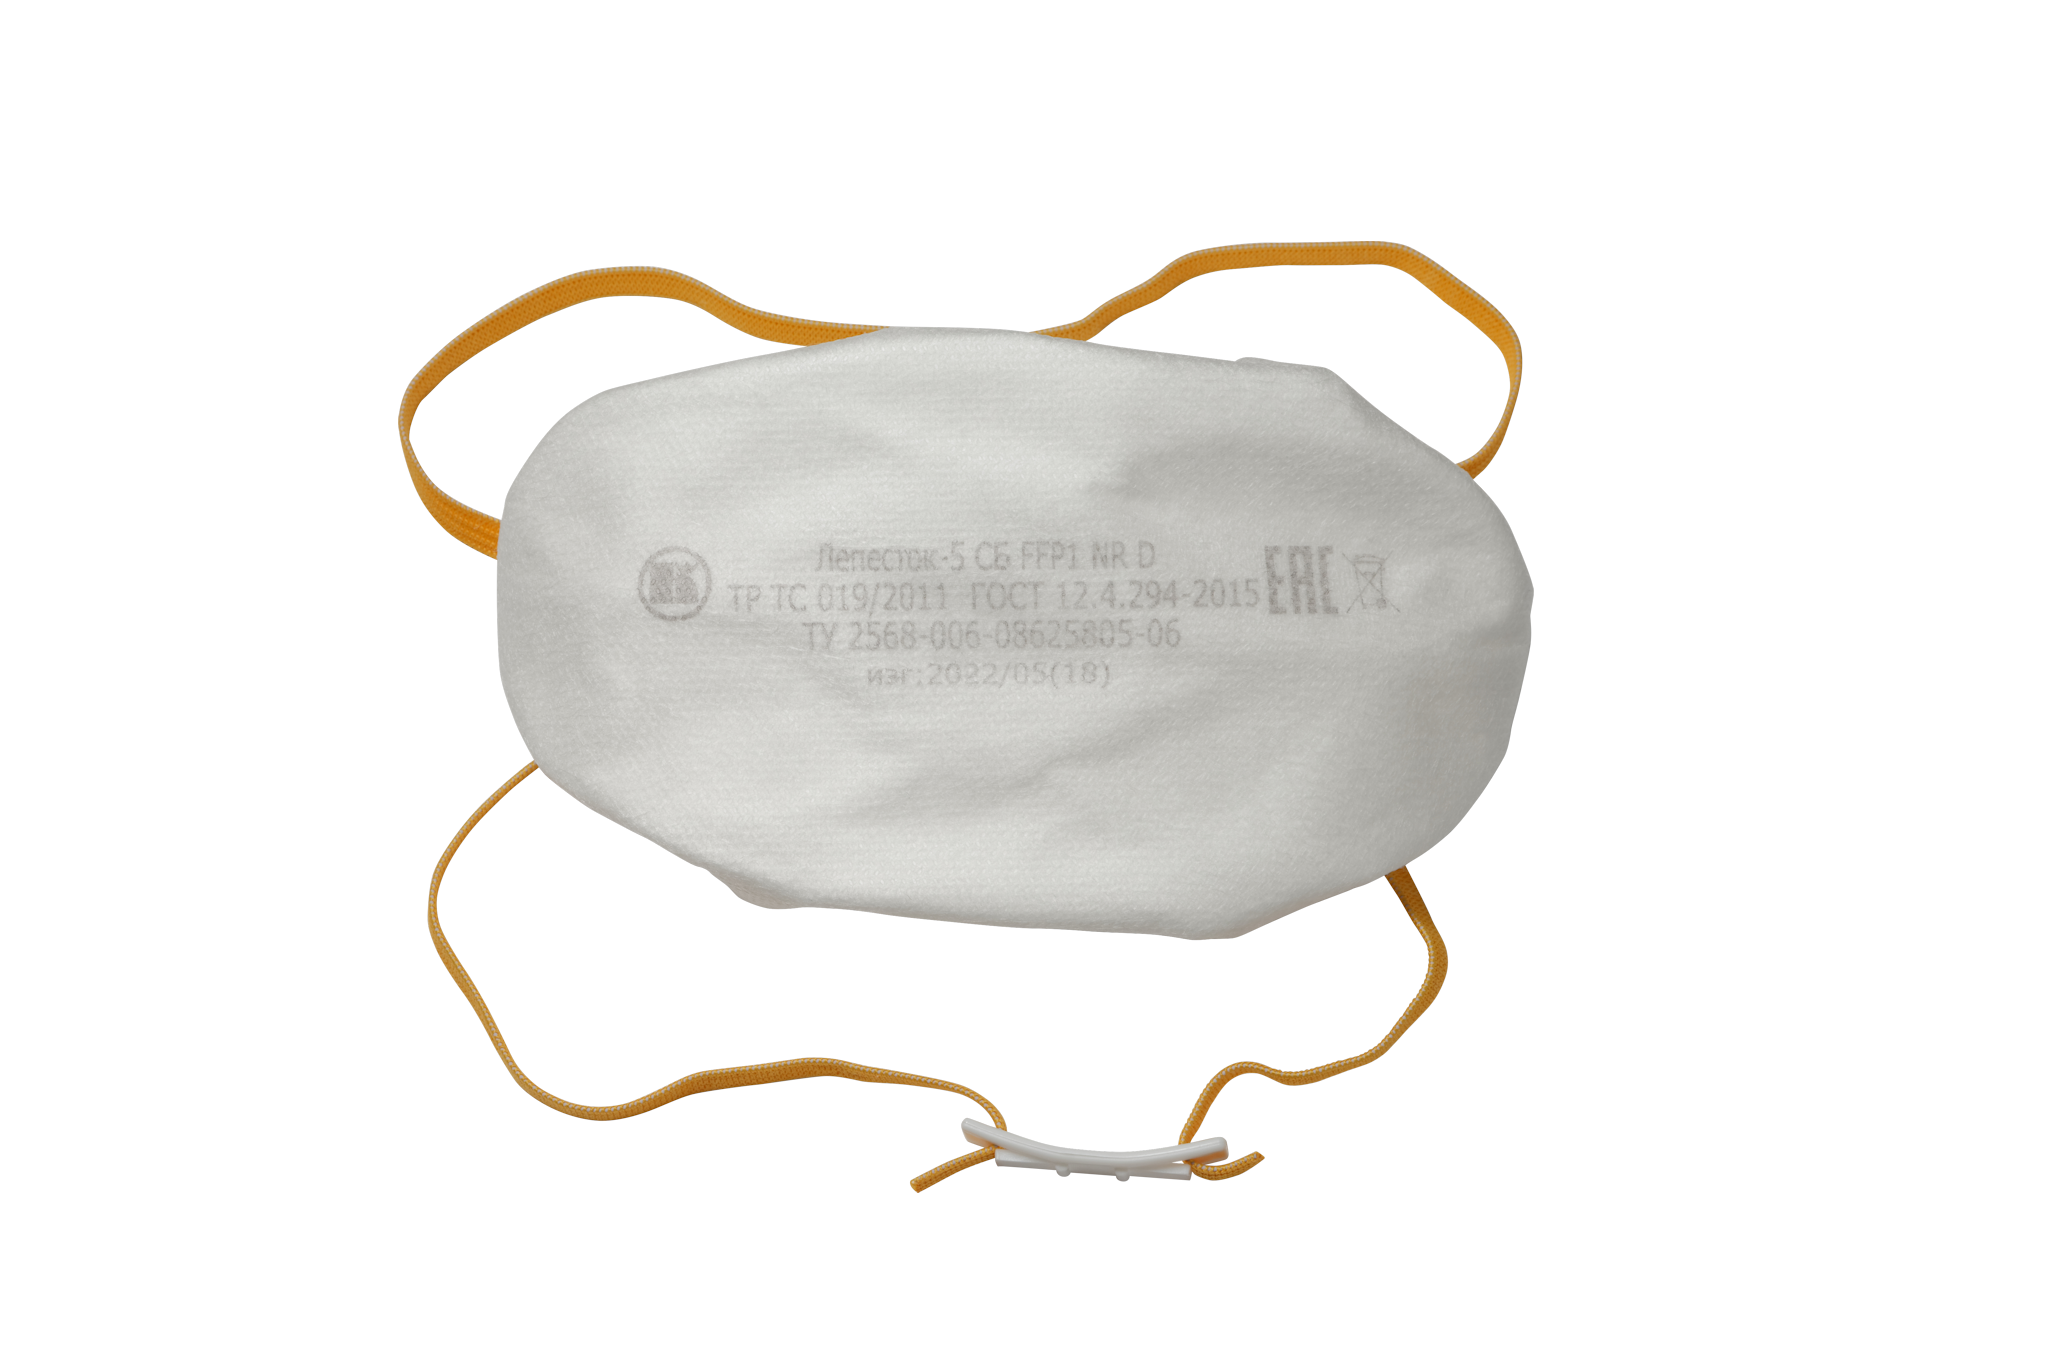 Лепесток-5 СБ FFP1 NR D
ТР ТС 019/2011 ГОСТ 12.4.294-2015 EAC
ТУ 2568-006-08625805-06
изг:2022/05(18)